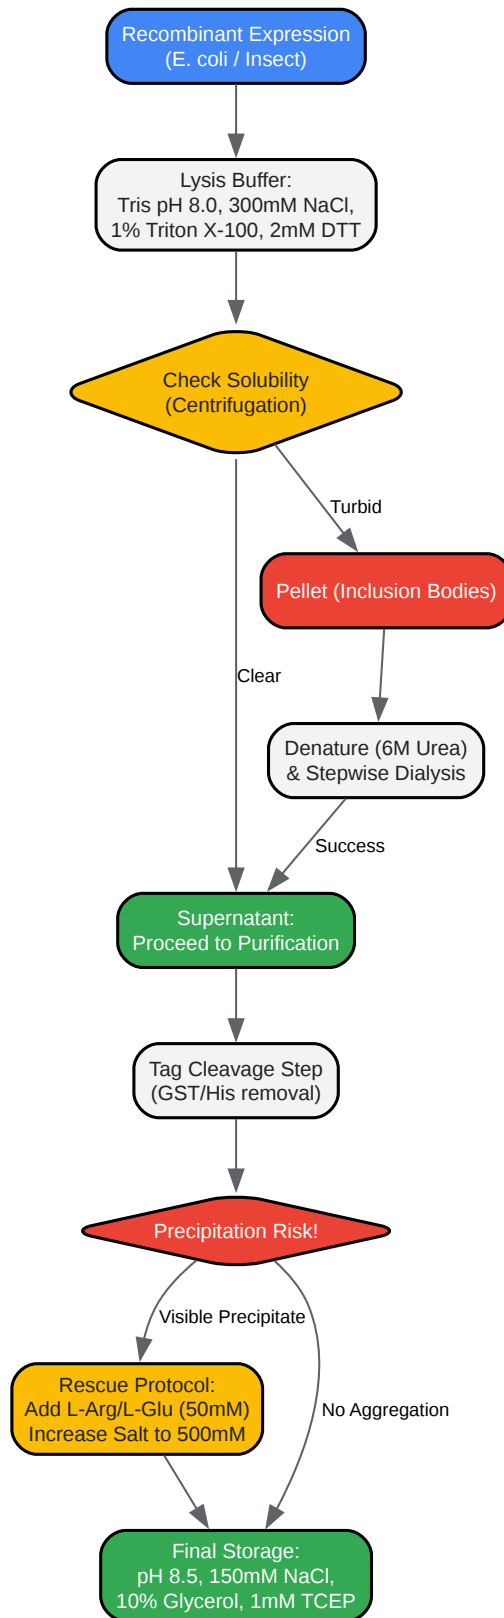 Recombinant Expression
(E. coli / Insect)
Lysis Buffer:
Tris pH 8.0, 300mM NaCl,
1% Triton X-100, 2mM DTT
Check Solubility
(Centrifugation)
Turbid
Pellet (Inclusion Bodies)
Clear
Denature (6M Urea)
& Stepwise Dialysis
Success
Supernatant:
Proceed to Purification
Tag Cleavage Step
(GST/His removal)
Precipitation Risk!
Visible Precipitate
Rescue Protocol:
Add L-Arg/L-Glu (50mM)
Increase Salt to 500mM
No Aggregation
Final Storage:
pH 8.5, 150mM NaCl,
10% Glycerol, 1mM TCEP